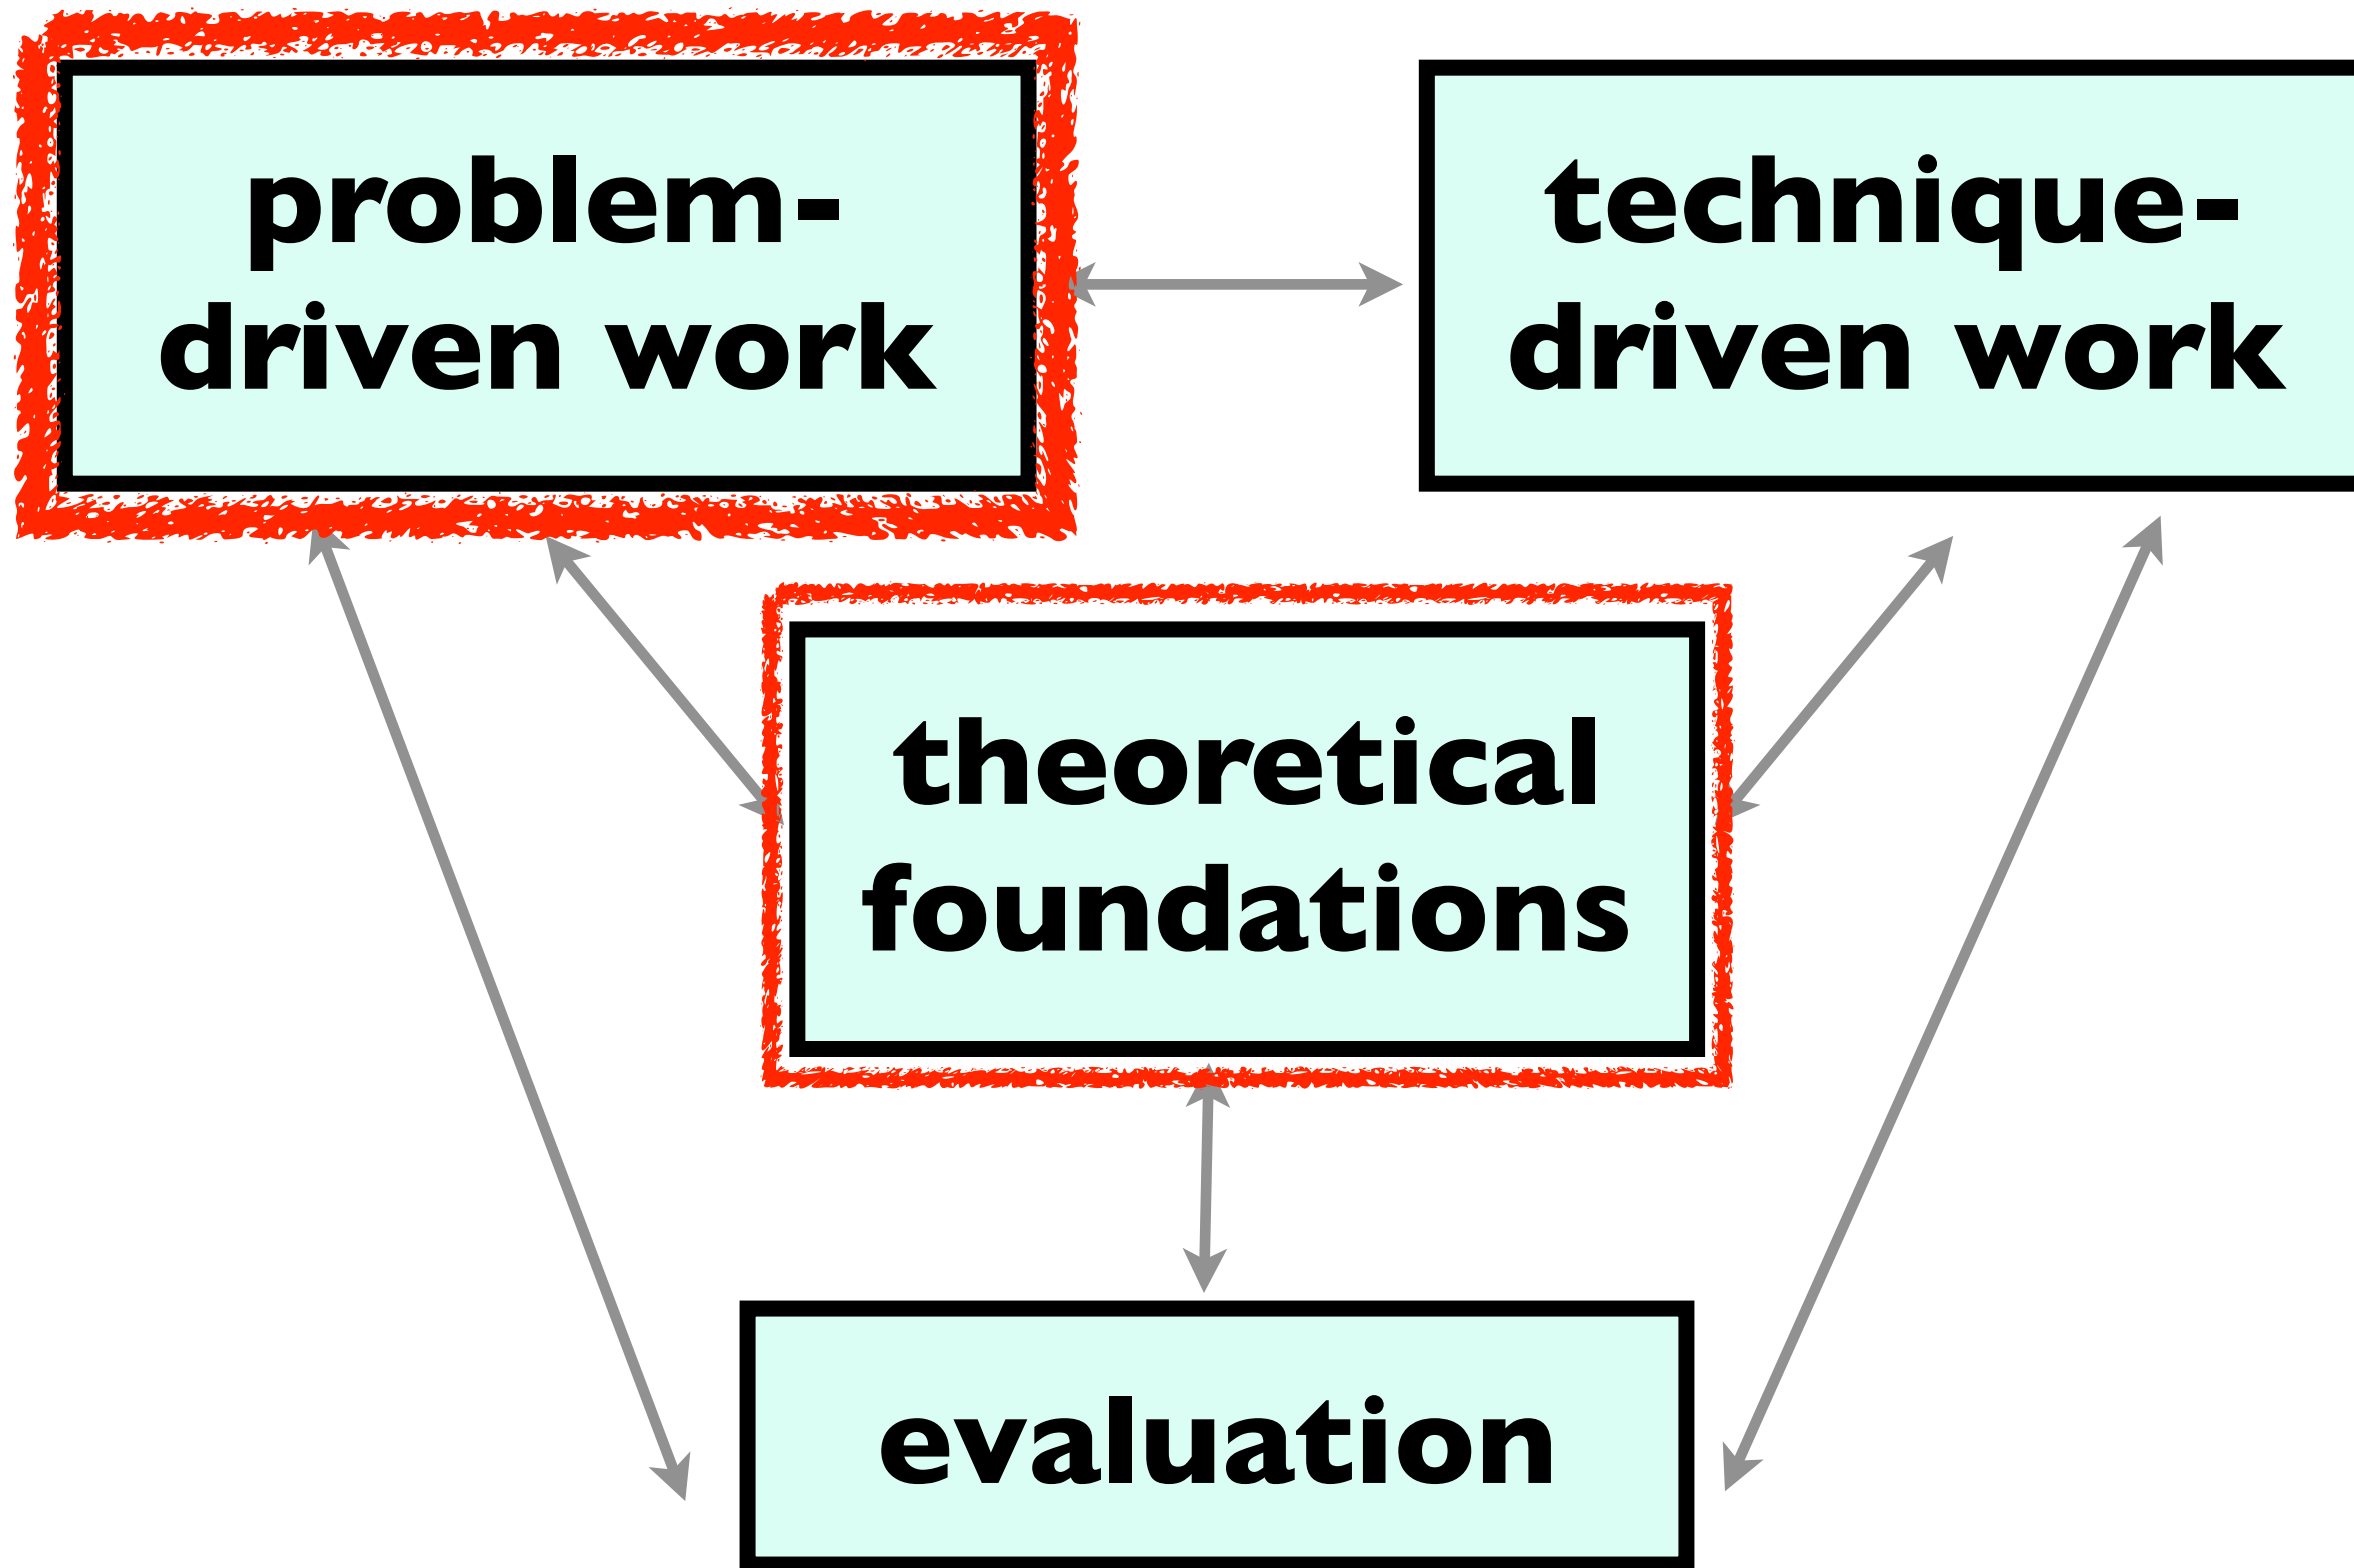 problem-
driven work
technique-
driven work
theoretical
foundations
evaluation